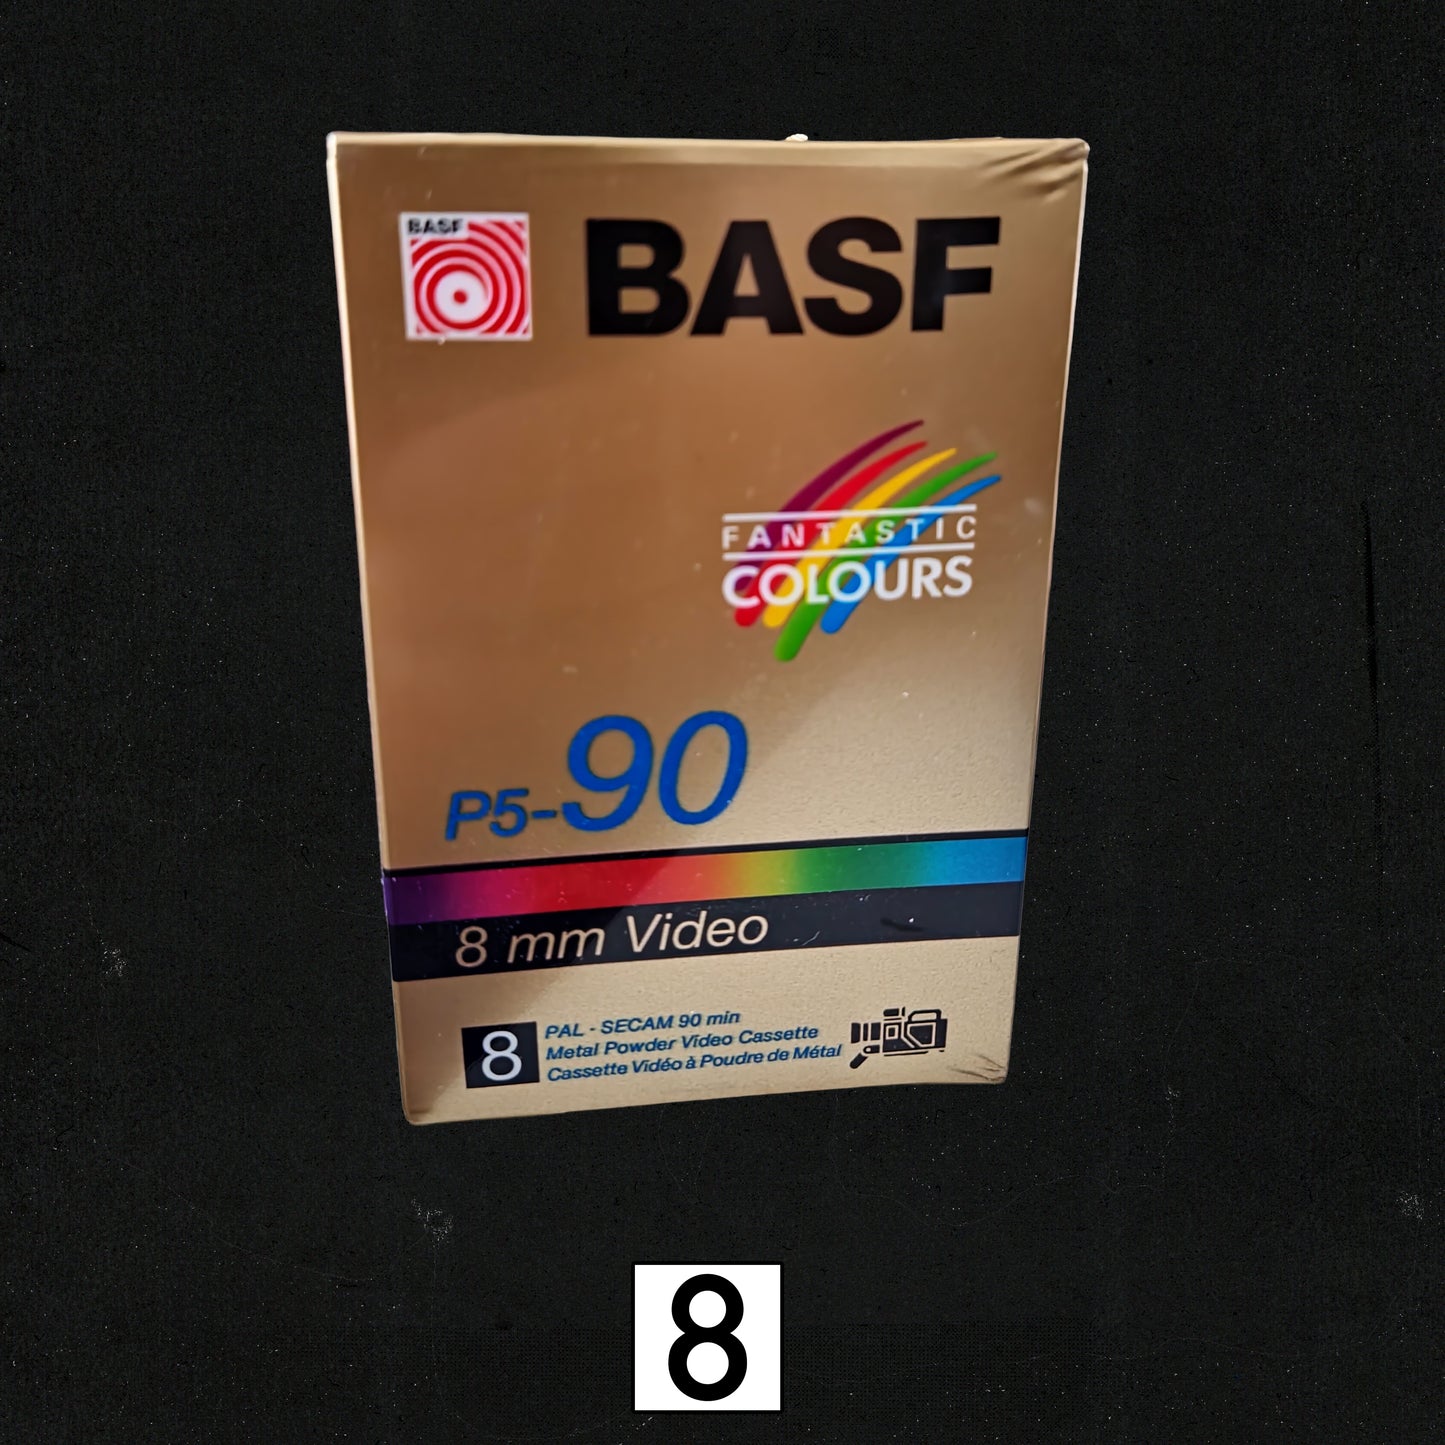 BASF
BASF
FANTASTIC
COLOURS
P5-90
8 mm Video
8
PAL - SECAM 90 min
Metal Powder Video Cassette
Cassette Vidéo à Poudre de Métal
8